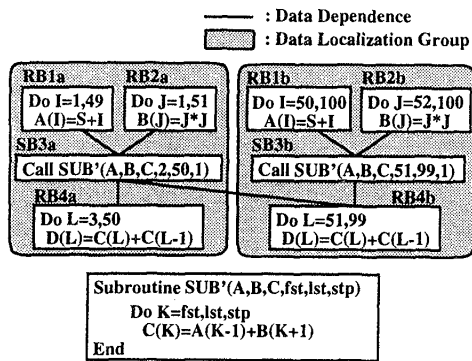 : Data Dependence
: Data Localization Group
RB1a
RB2a
Do I=1,49
A(I)=S+I
Do J=1,51
B(J)=J*J
SB3a
Call SUB'(A,B,C,2,50,1)
RB4a
Do L=3,50
D(L)=C(L)+C(L-1)
RB1b
RB2b
Do I=50,100
A(I)=S+I
Do J=52,100
B(J)=J*J
SB3b
Call SUB'(A,B,C,51,99,1)
RB4b
Do L=51,99
D(L)=C(L)+C(L-1)
Subroutine SUB'(A,B,C,fst,lst,stp)
Do K=fst,lst,stp
C(K)=A(K-1)+B(K+1)
End